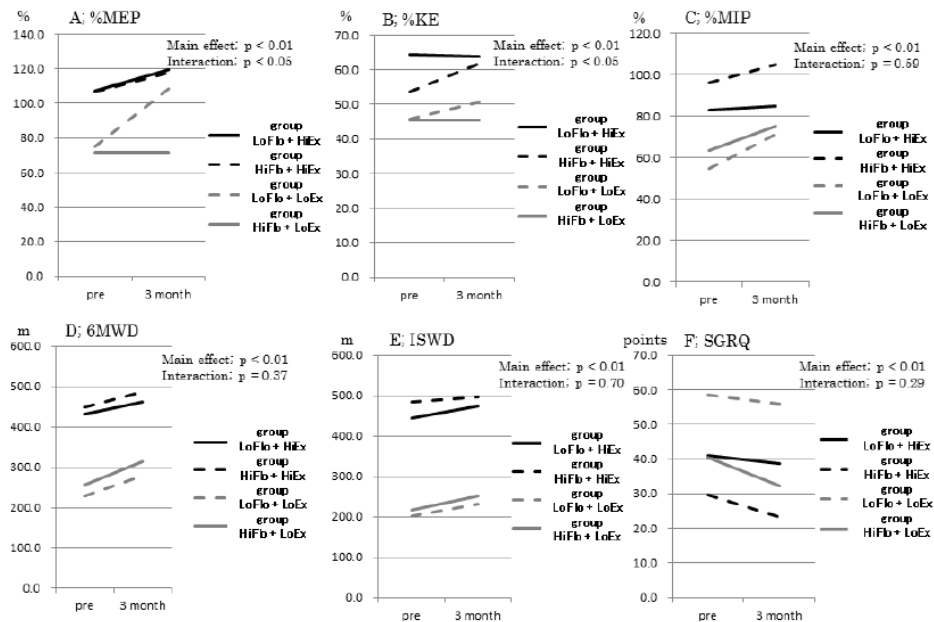 % A; %MEP
Main effect; p < 0.01
Interaction; p < 0.05
140.0
120.0
100.0
80.0
60.0
40.0
20.0
0.0
pre 3 month
group
LoFlo + HiEx
group
HiFlo + HiEx
group
LoFlo + LoEx
group
HiFlo + LoEx
% B; %KE
Main effect; p < 0.01
Interaction; p < 0.05
70.0
60.0
50.0
40.0
30.0
20.0
10.0
0.0
pre 3 month
group
LoFlo + HiEx
group
HiFlo + HiEx
group
LoFlo + LoEx
group
HiFlo + LoEx
% C; %MIP
Main effect; p < 0.01
Interaction; p = 0.59
120.0
100.0
80.0
60.0
40.0
20.0
0.0
pre 3 month
group
LoFlo + HiEx
group
HiFlo + HiEx
group
LoFlo + LoEx
group
HiFlo + LoEx
m D; 6MWD
Main effect; p < 0.01
Interaction; p = 0.37
600.0
500.0
400.0
300.0
200.0
100.0
0.0
pre 3 month
group
LoFlo + HiEx
group
HiFlo + HiEx
group
LoFlo + LoEx
group
HiFlo + LoEx
m E; ISWD
Main effect; p < 0.01
Interaction; p = 0.70
600.0
500.0
400.0
300.0
200.0
100.0
0.0
pre 3 month
group
LoFlo + HiEx
group
HiFlo + HiEx
group
LoFlo + LoEx
group
HiFlo + LoEx
points F; SGRQ
Main effect; p < 0.01
Interaction; p = 0.29
70.0
60.0
50.0
40.0
30.0
20.0
10.0
0.0
pre 3 month
group
LoFlo + HiEx
group
HiFlo + HiEx
group
LoFlo + LoEx
group
HiFlo + LoEx